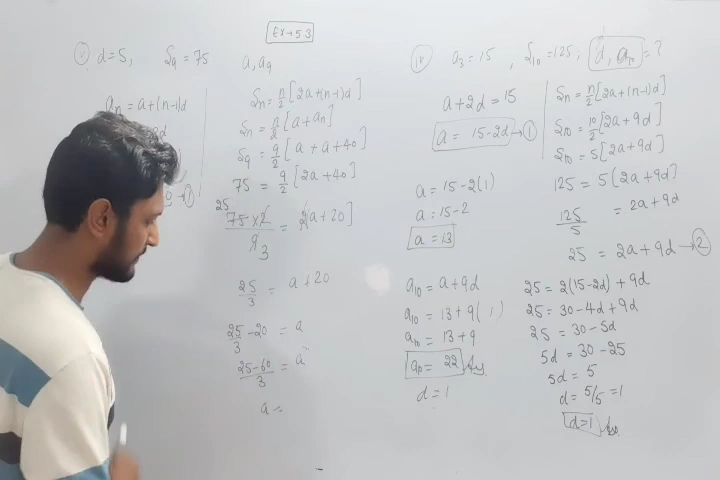 Ex→5.3
v) d=5, S9=75 a, a9
an = a+(n-1)d
Sn = n/2[2a+(n-1)d]
Sn = n/2[a+an]
S9 = 9/2[a+a+40]
75 = 9/2[2a+40]
25
75×2/9 3 = 2[a+20]
25/3 = a+20
25/3-20 = a
25-60/3 = a
a =
iv) a3=15, S10=125; d, a10=?
a+2d=15
a = 15-2d→①
a = 15-2(1)
a = 15-2
a = 13
a10 = a+9d
a10 = 13+9(1)
a10 = 13+9
a10 = 22 Ans.
d=1
Sn = n/2[2a+(n-1)d]
S10 = 10/2[2a+9d]
S10 = 5[2a+9d]
125 = 5[2a+9d]
125/5 = 2a+9d
25 = 2a+9d→②
25 = 2(15-2d)+9d
25 = 30-4d+9d
25 = 30-5d
5d = 30-25
5d = 5
d = 5/5=1
d=1 Ans.